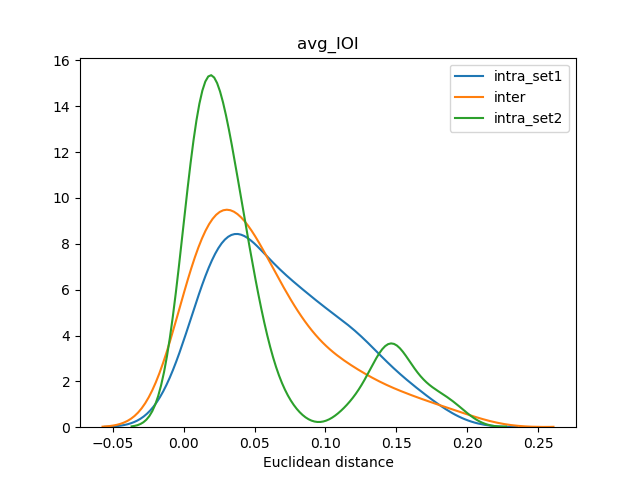 avg_IOI
16
14
12
10
8
6
4
2
0
intra_set1
inter
intra_set2
−0.05 0.00 0.05 0.10 0.15 0.20 0.25
Euclidean distance